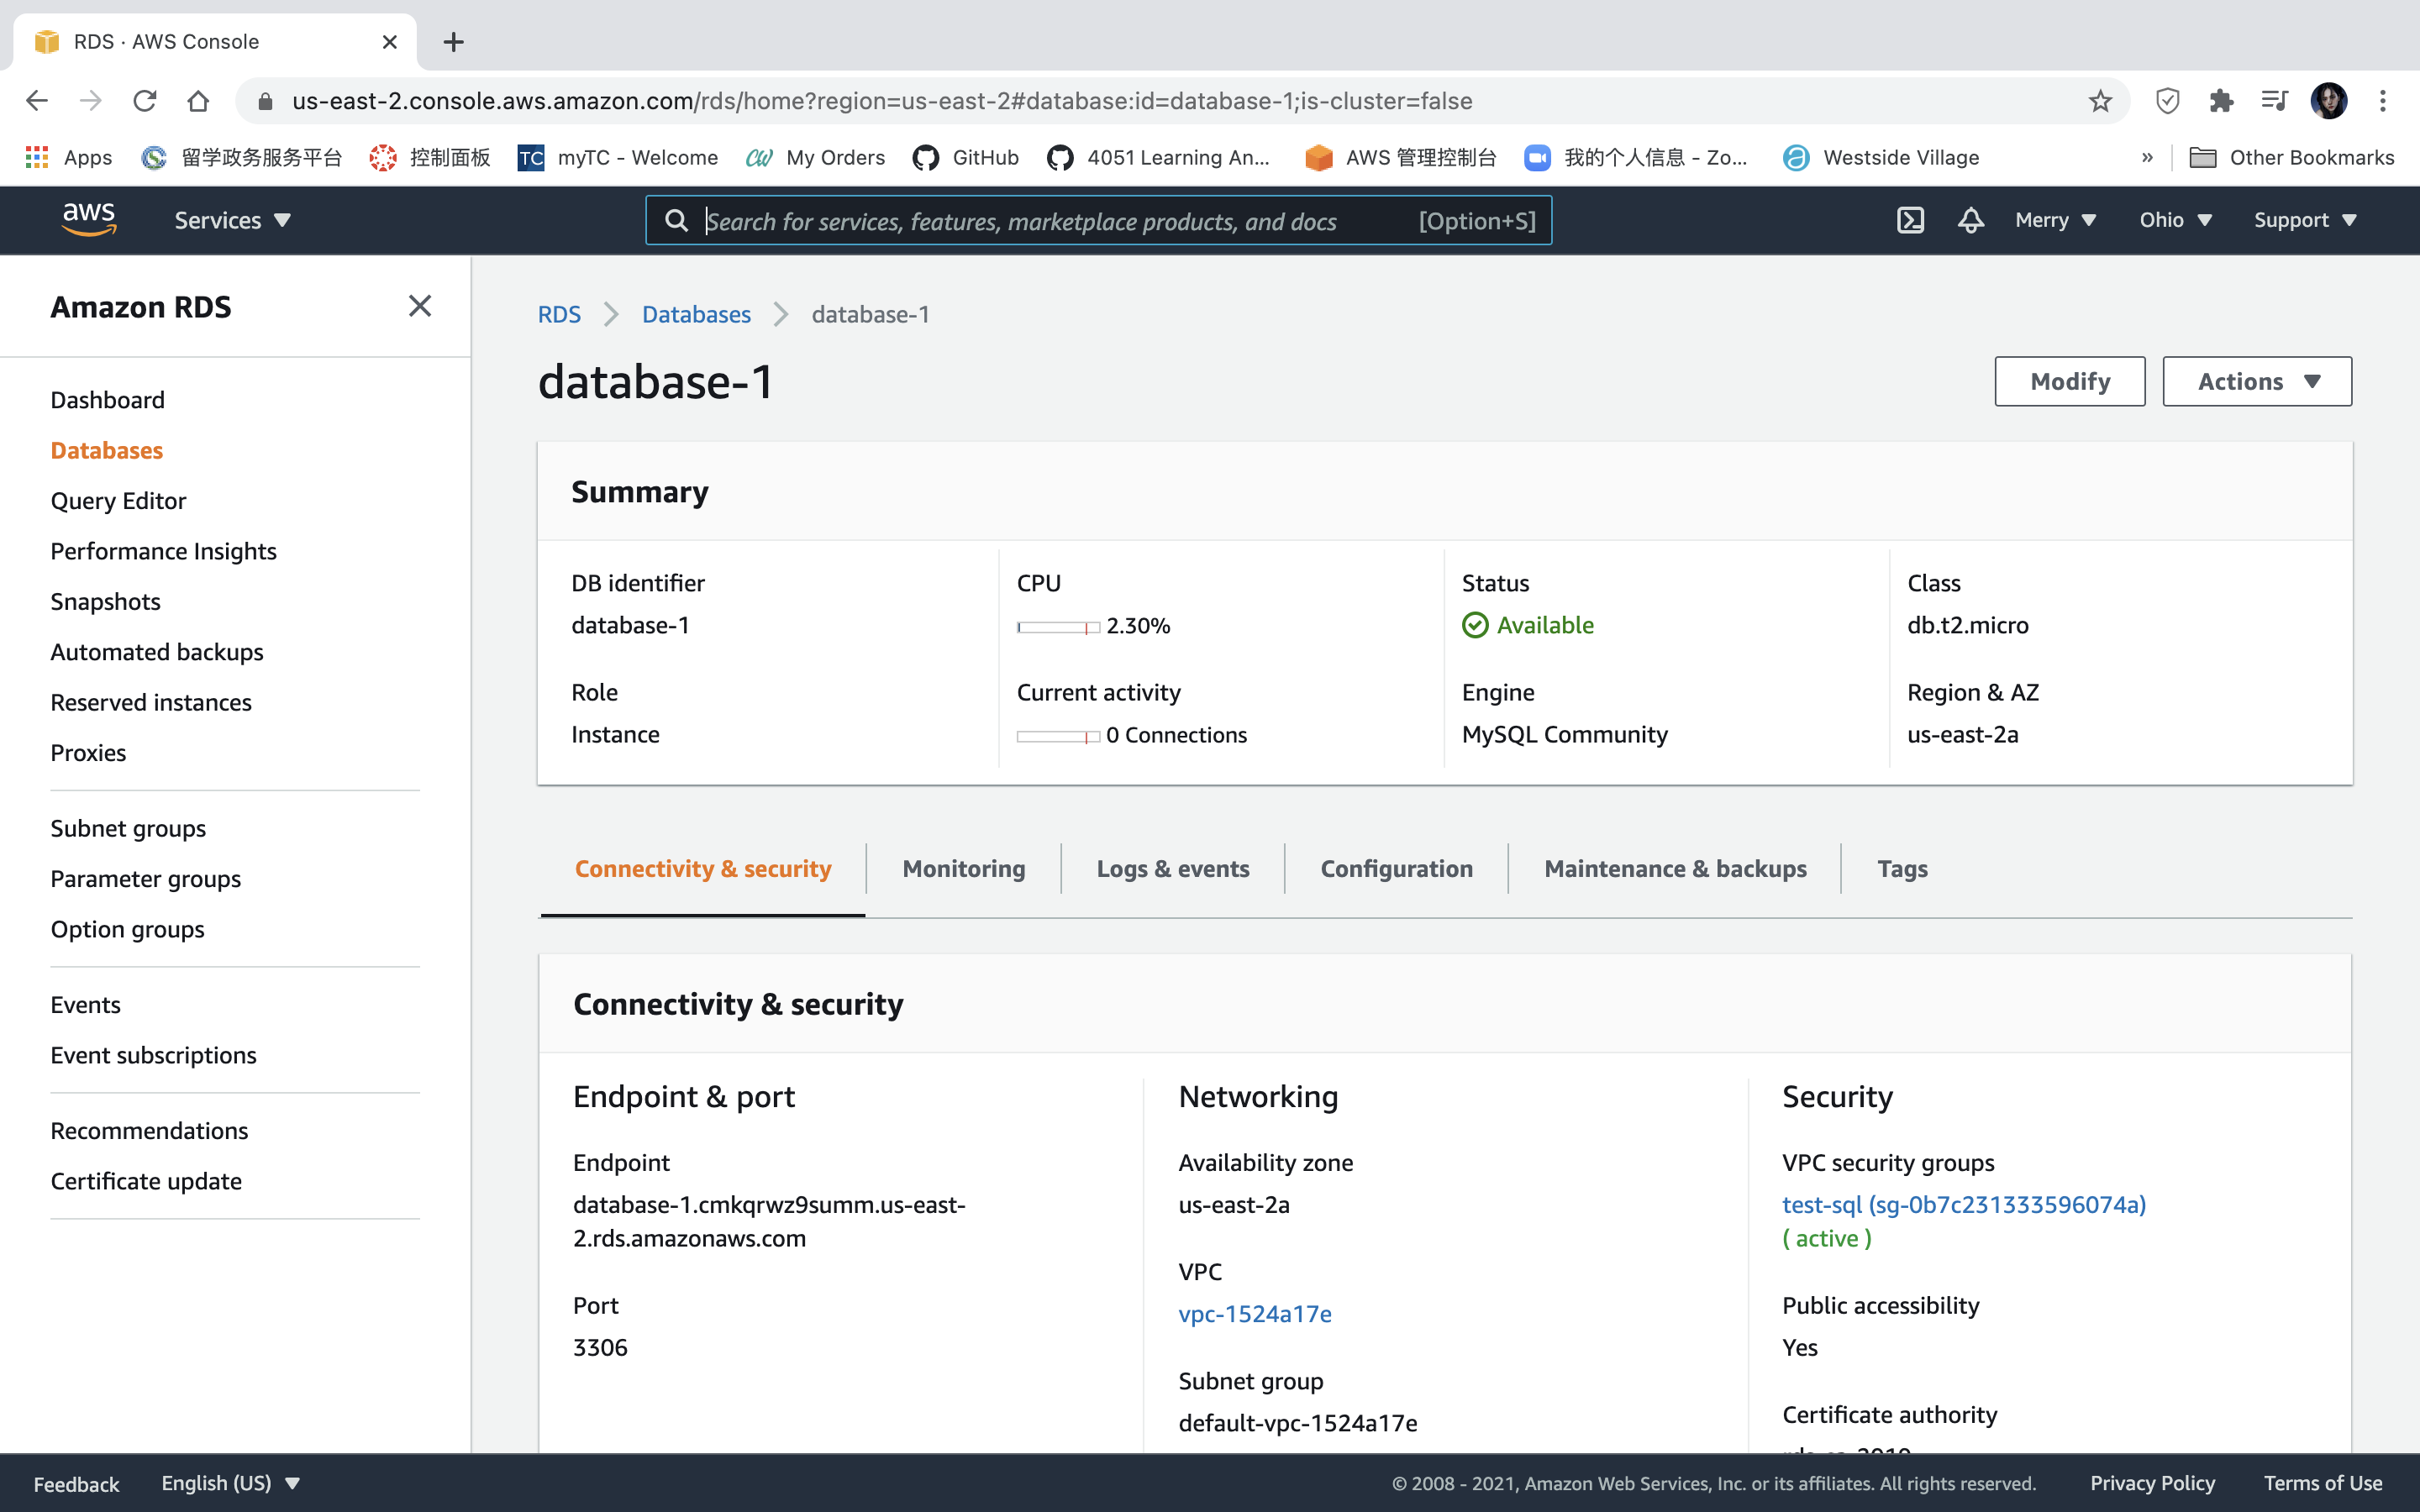 RDS · AWS Console
us-east-2.console.aws.amazon.com/rds/home?region=us-east-2#database:id=database-1;is-cluster=false
Apps 留学政务服务平台 控制面板 TC myTC - Welcome CW My Orders GitHub 4051 Learning An... AWS 管理控制台 我的个人信息 - Zo... Westside Village » Other Bookmarks
aws Services Search for services, features, marketplace products, and docs [Option+S] Merry Ohio Support
Amazon RDS
Dashboard
Databases
Query Editor
Performance Insights
Snapshots
Automated backups
Reserved instances
Proxies
Subnet groups
Parameter groups
Option groups
Events
Event subscriptions
Recommendations
Certificate update
RDS Databases database-1
database-1
Modify Actions
Summary
DB identifier CPU Status Class
database-1 2.30% Available db.t2.micro
Role Current activity Engine Region & AZ
Instance 0 Connections MySQL Community us-east-2a
Connectivity & security Monitoring Logs & events Configuration Maintenance & backups Tags
Connectivity & security
Endpoint & port
Endpoint
database-1.cmkqrwz9summ.us-east-
2.rds.amazonaws.com
Port
3306
Networking
Availability zone
us-east-2a
VPC
vpc-1524a17e
Subnet group
default-vpc-1524a17e
Security
VPC security groups
test-sql (sg-0b7c231333596074a)
( active )
Public accessibility
Yes
Certificate authority
Feedback English (US) © 2008 - 2021, Amazon Web Services, Inc. or its affiliates. All rights reserved. Privacy Policy Terms of Use